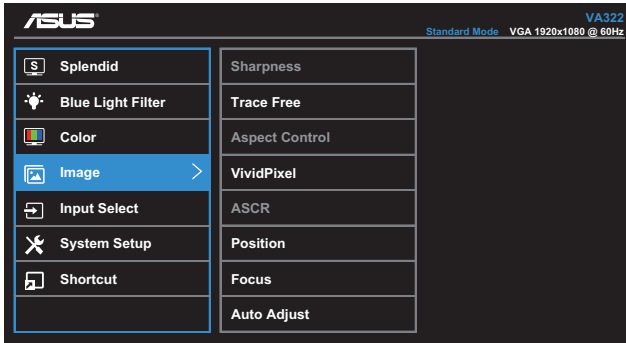 ASUS
VA322
Standard Mode VGA 1920x1080 @ 60Hz
S Splendid
Blue Light Filter
Color
Image
Input Select
System Setup
Shortcut
Sharpness
Trace Free
Aspect Control
VividPixel
ASCR
Position
Focus
Auto Adjust